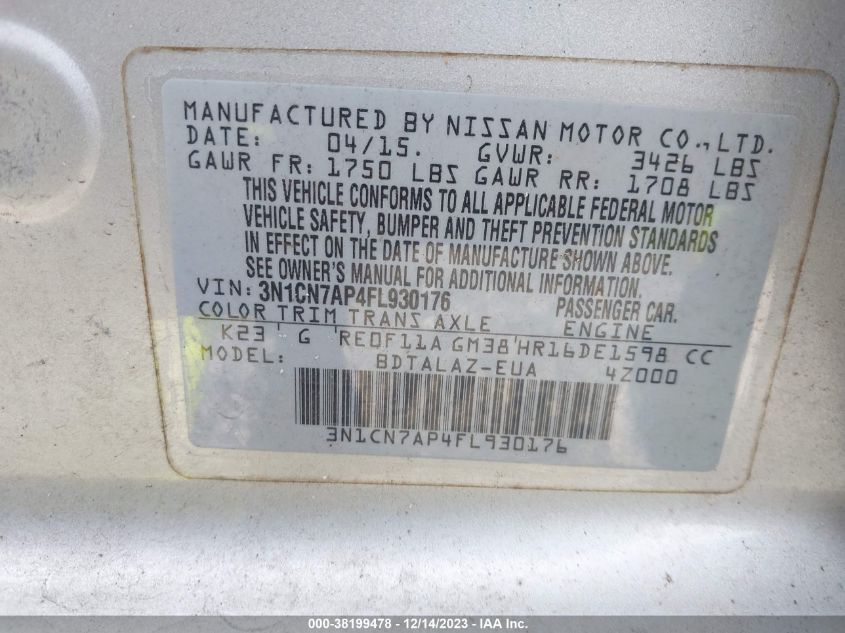 MANUFACTURED BY NISSAN MOTOR CO., LTD.
DATE: 04/15. GVWR: 3426 LBS
GAWR FR: 1750 LBS GAWR RR: 1708 LBS
THIS VEHICLE CONFORMS TO ALL APPLICABLE FEDERAL MOTOR
VEHICLE SAFETY, BUMPER AND THEFT PREVENTION STANDARDS
IN EFFECT ON THE DATE OF MANUFACTURE SHOWN ABOVE.
SEE OWNER'S MANUAL FOR ADDITIONAL INFORMATION.
VIN: 3N1CN7AP4FL930176 PASSENGER CAR.
COLOR TRIM TRANS AXLE ENGINE
K23 ' G RE0F11A GM38'HR16DE1598 CC
MODEL: BDTALAZ-EUA 4Z000
3N1CN7AP4FL930176
000-38199478 - 12/14/2023 - IAA Inc.